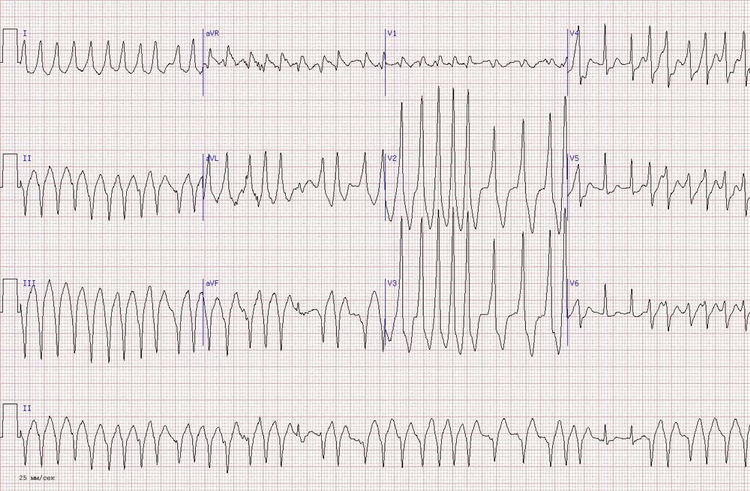 I aVR V1 V4
II aVL V2 V5
III aVF V3 V6
II
25 мм/сек